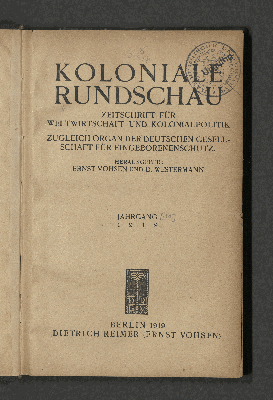 KOLONIALE
RUNDSCHAU
ZEITSCHRIFT FÜR
WELTWIRTSCHAFT UND KOLONIALPOLITIK
ZUGLEICH ORGAN DER DEUTSCHEN GESELL-
SCHAFT FÜR EINGEBORENENSCHUTZ
HERAUSGEBER:
ERNST VOHSEN UND D. WESTERMANN
JAHRGANG
1919
BERLIN 1919
DIETRICH REIMER (ERNST VOHSEN)